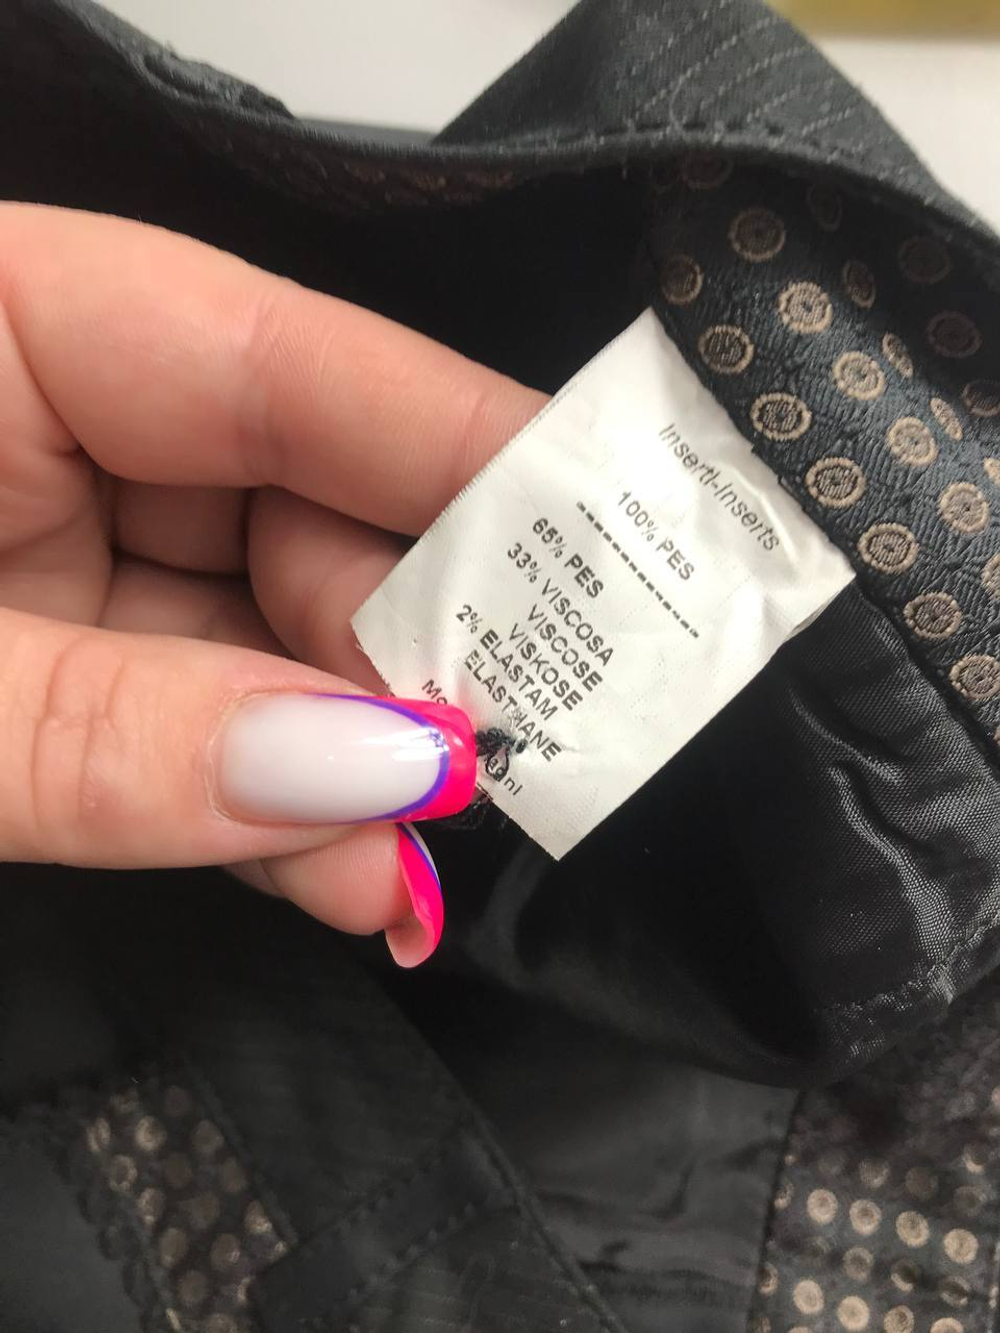 Inserti-Inserts
100% PES
------------------
65% PES
33% VISCOSA
VISCOSE
VISKOSE
2% ELASTAM
ELASTHANE